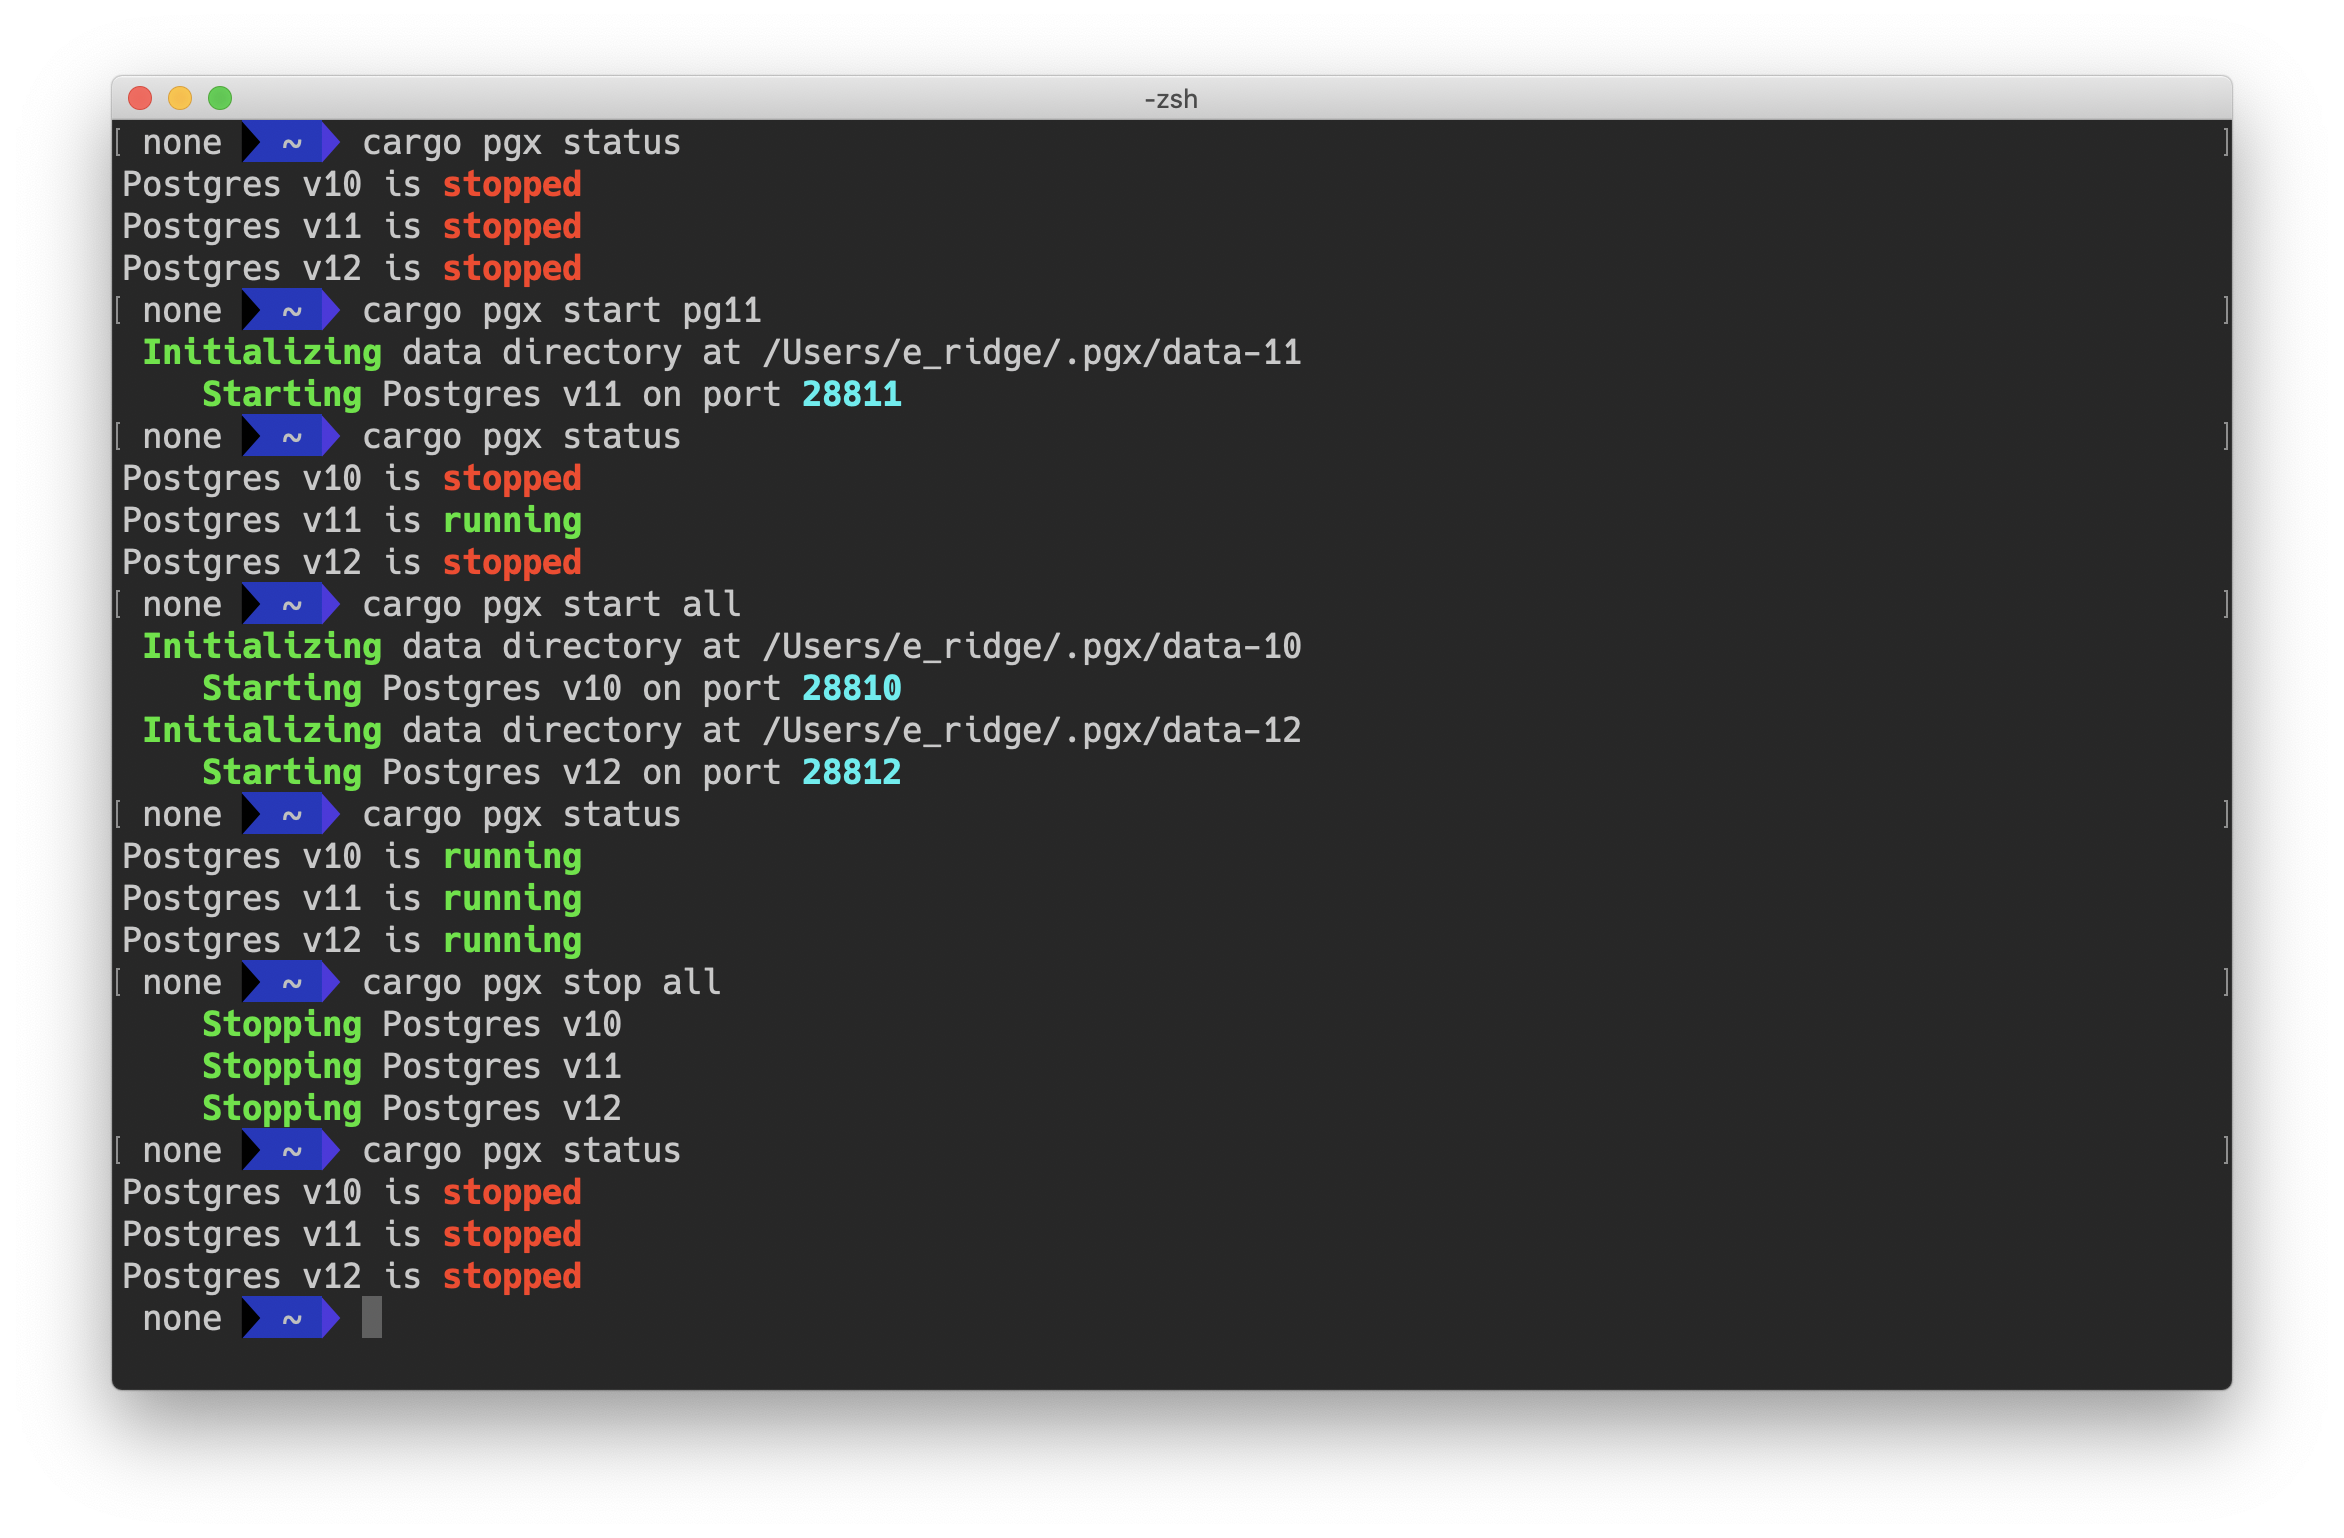 -zsh
[ none ~ cargo pgx status ]
Postgres v10 is stopped
Postgres v11 is stopped
Postgres v12 is stopped
[ none ~ cargo pgx start pg11 ]
Initializing data directory at /Users/e_ridge/.pgx/data-11
Starting Postgres v11 on port 28811
[ none ~ cargo pgx status ]
Postgres v10 is stopped
Postgres v11 is running
Postgres v12 is stopped
[ none ~ cargo pgx start all ]
Initializing data directory at /Users/e_ridge/.pgx/data-10
Starting Postgres v10 on port 28810
Initializing data directory at /Users/e_ridge/.pgx/data-12
Starting Postgres v12 on port 28812
[ none ~ cargo pgx status ]
Postgres v10 is running
Postgres v11 is running
Postgres v12 is running
[ none ~ cargo pgx stop all ]
Stopping Postgres v10
Stopping Postgres v11
Stopping Postgres v12
[ none ~ cargo pgx status ]
Postgres v10 is stopped
Postgres v11 is stopped
Postgres v12 is stopped
none ~